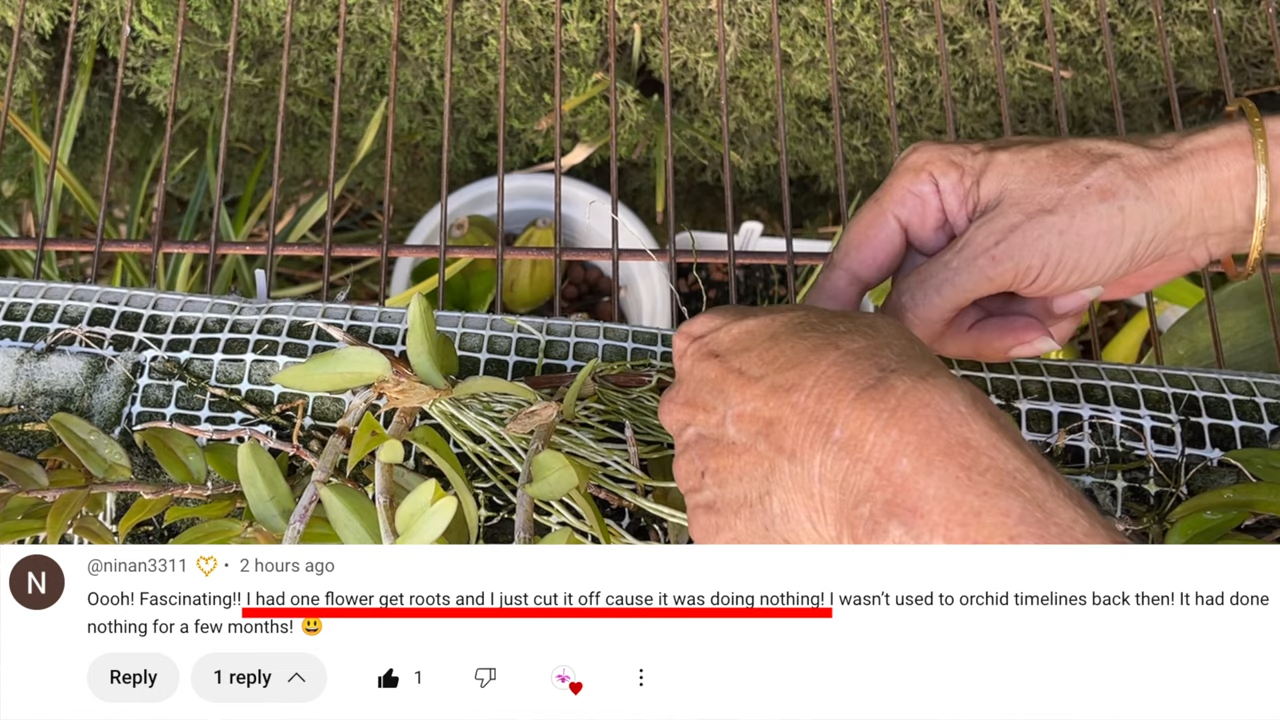 N
@ninan3311 • 2 hours ago
Oooh! Fascinating!! I had one flower get roots and I just cut it off cause it was doing nothing! I wasn't used to orchid timelines back then! It had done
nothing for a few months! 😃
Reply 1 reply 1